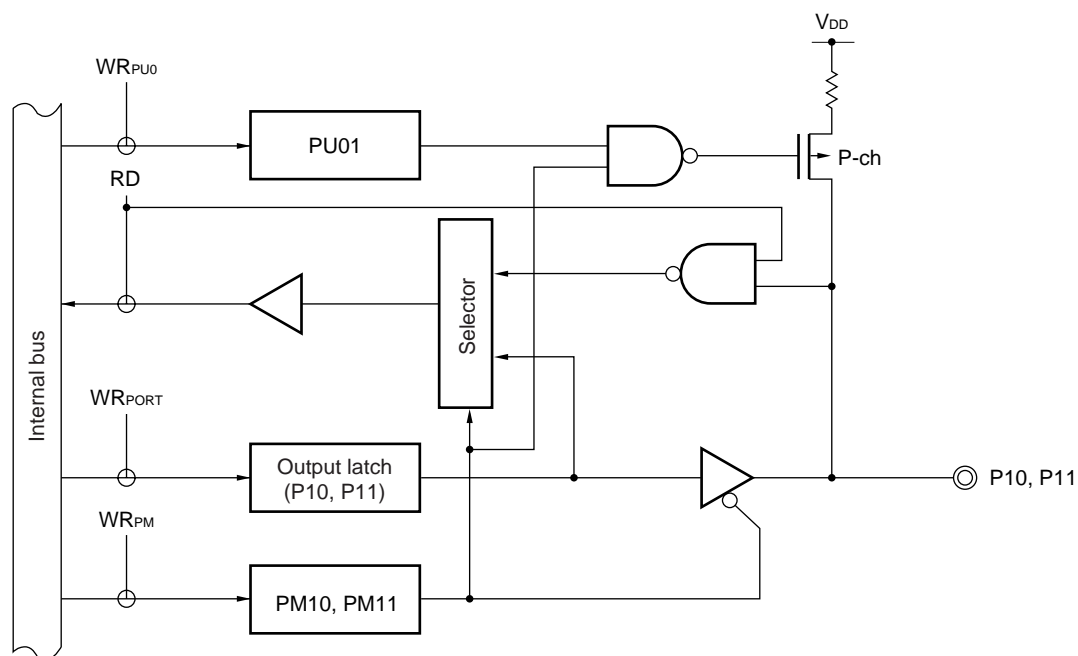 VDD
WRPU0
PU01
P-ch
RD
Selector
Internal bus
WRPORT
Output latch
(P10, P11)
P10, P11
WRPM
PM10, PM11